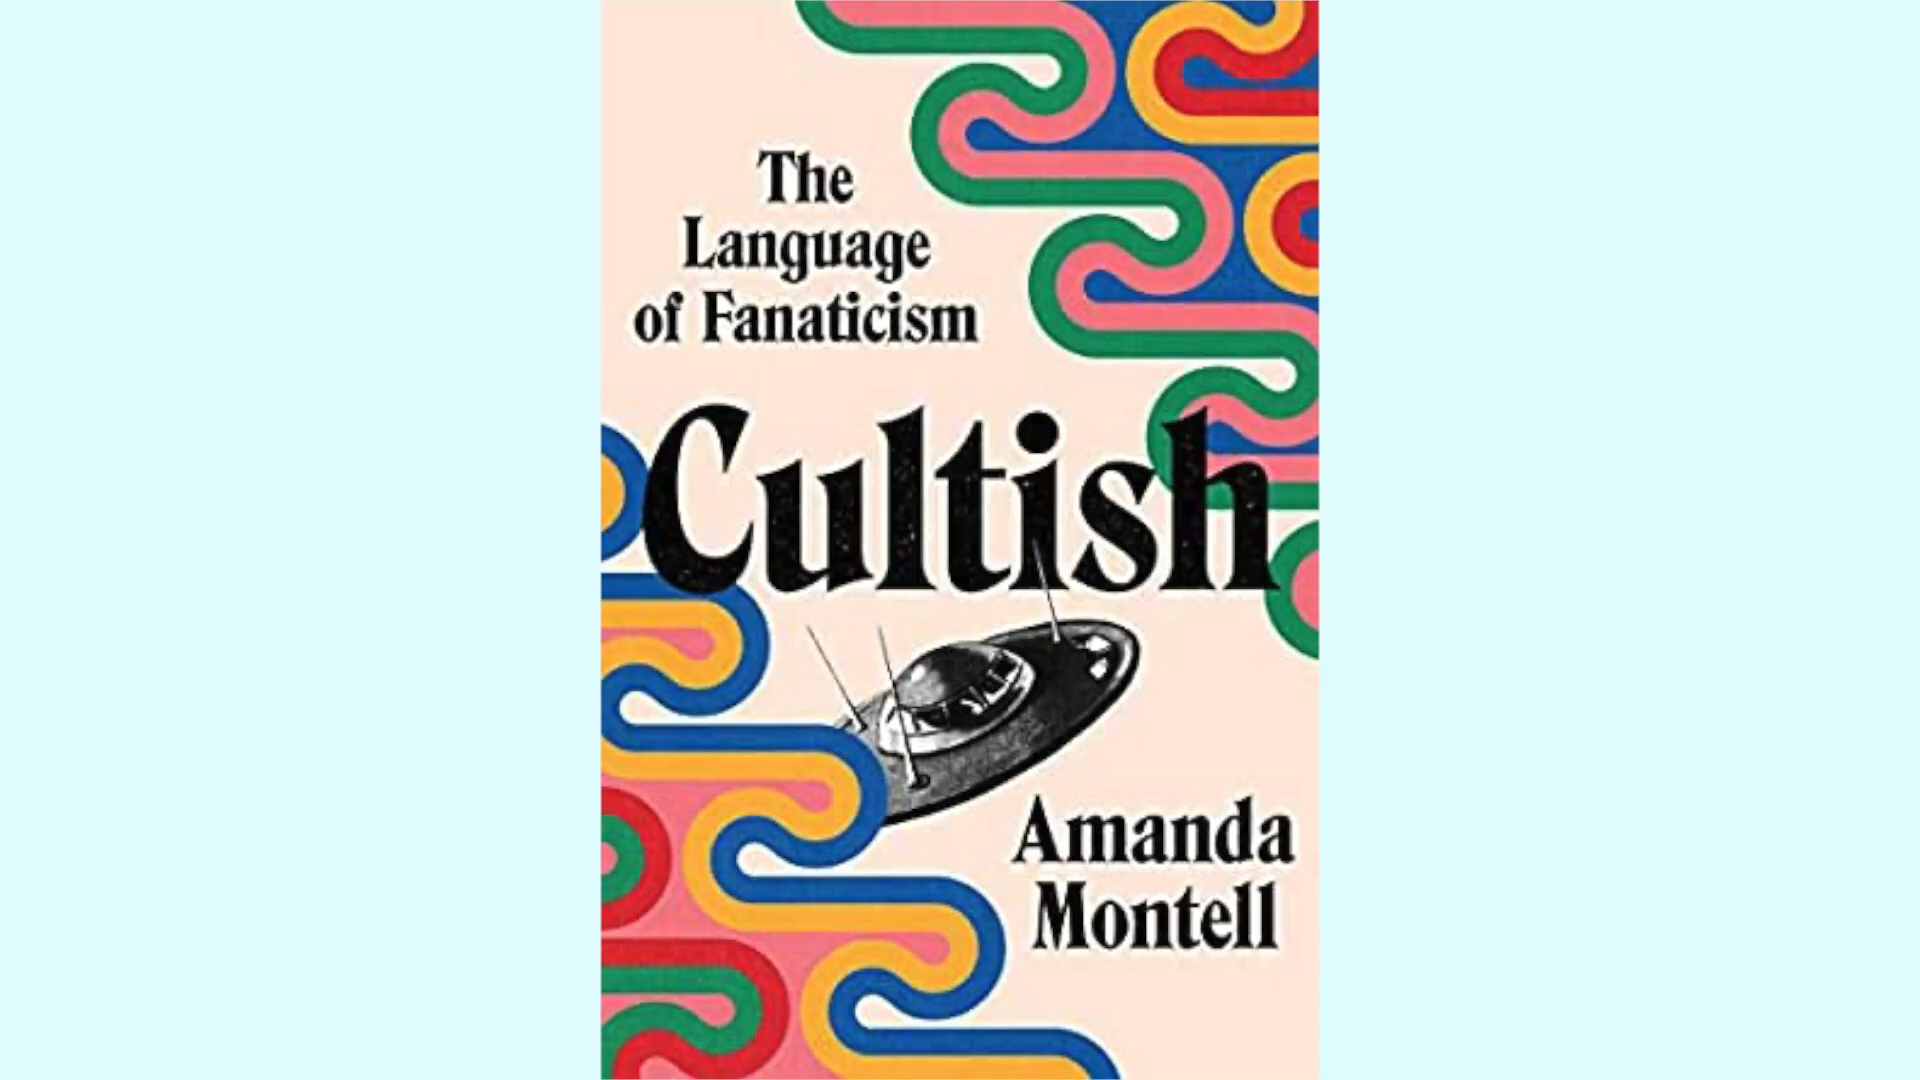 The
Language
of Fanaticism
Cultish
Amanda
Montell